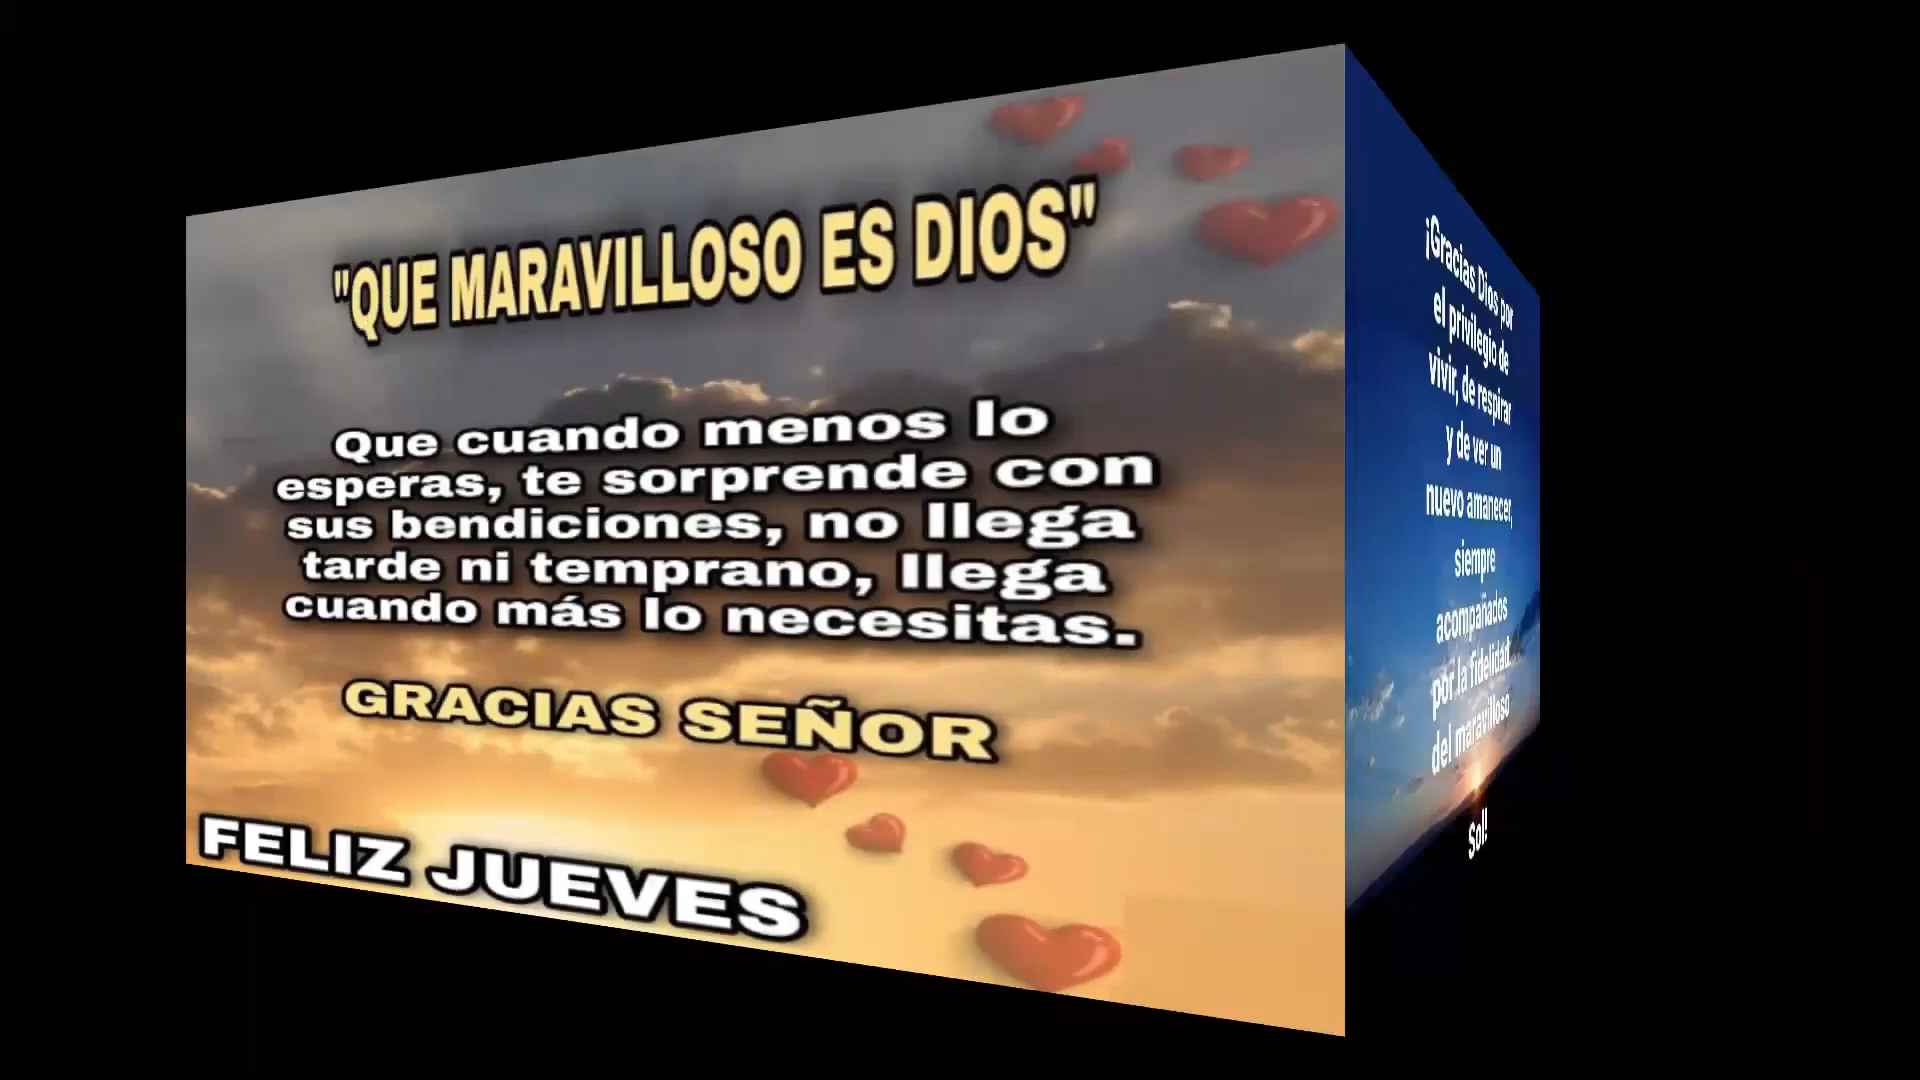 "QUE MARAVILLOSO ES DIOS"
Que cuando menos lo
esperas, te sorprende con
sus bendiciones, no llega
tarde ni temprano, llega
cuando más lo necesitas.
GRACIAS SEÑOR
FELIZ JUEVES
¡Gracias Dios por
el privilegio de
vivir, de respirar
y de ver un
nuevo amanecer,
siempre
acompañados
por la fidelidad
del maravilloso
Sol!